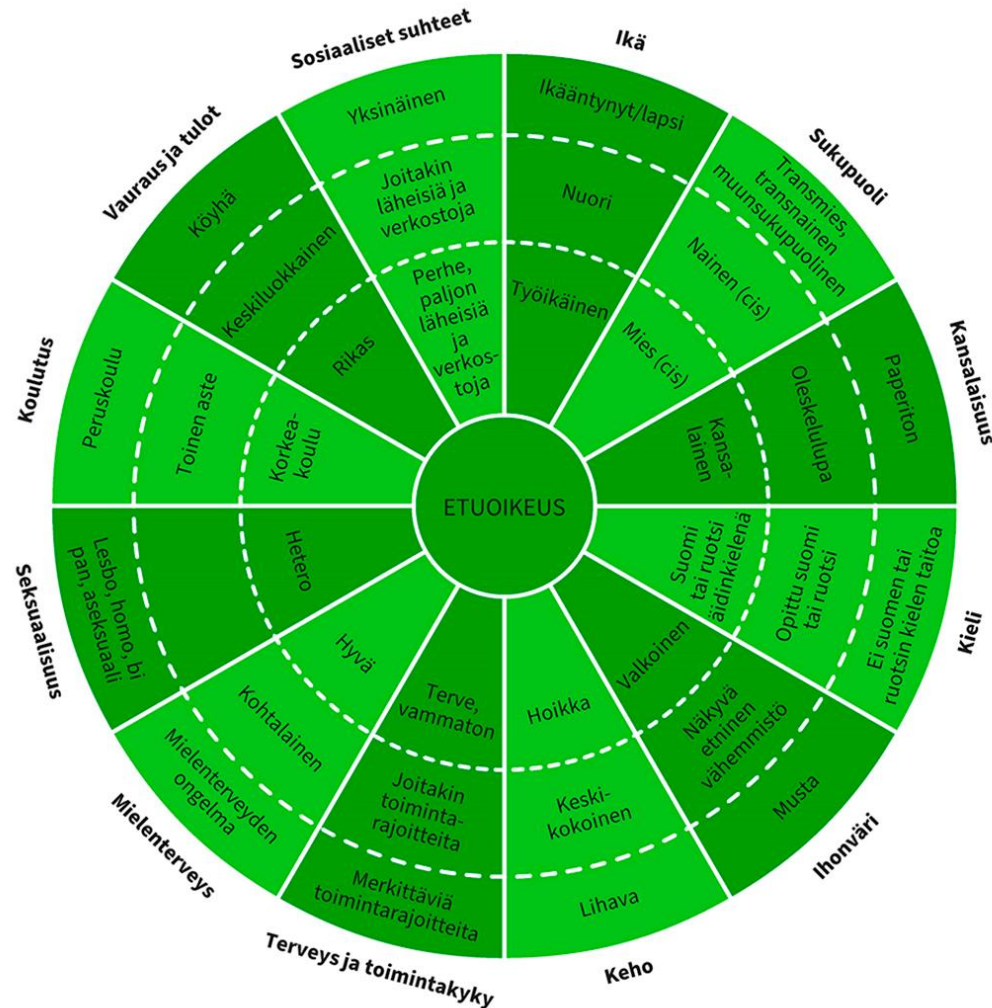 Sosiaaliset suhteet
Yksinäinen
Joitakin
läheisiä ja
verkostoja
Perhe,
paljon
läheisiä
ja
verkos-
toja
Ikä
Ikääntynyt/lapsi
Nuori
Työikäinen
Sukupuoli
Transmies,
transnainen
muunsukupuolinen
Nainen (cis)
Mies (cis)
Kansalaisuus
Paperiton
Oleskelulupa
Kansa-
lainen
Kieli
Ei suomen tai
ruotsin kielen taitoa
Opittu suomi
tai ruotsi
Suomi
tai ruotsi
äidinkielenä
Ihonväri
Musta
Näkyvä
etninen
vähemmistö
Valkoinen
Keho
Lihava
Keski-
kokoinen
Hoikka
Terveys ja toimintakyky
Merkittäviä
toimintarajoitteita
Joitakin
toiminta-
rajoitteita
Terve,
vammaton
Mielenterveys
Mielenterveyden
ongelma
Kohtalainen
Hyvä
Seksuaalisuus
Lesbo, homo, bi
pan, aseksuaali
Hetero
Koulutus
Peruskoulu
Toinen aste
Korkea-
koulu
Vauraus ja tulot
Köyhä
Keskiluokkainen
Rikas
ETUOIKEUS